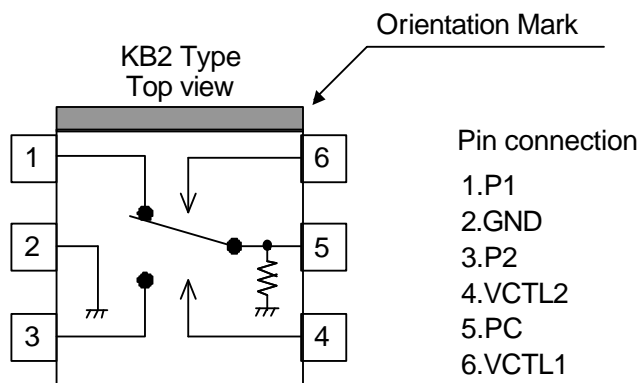 Orientation Mark
KB2 Type
Top view
1
6
2
5
3
4
Pin connection
1.P1
2.GND
3.P2
4.VCTL2
5.PC
6.VCTL1